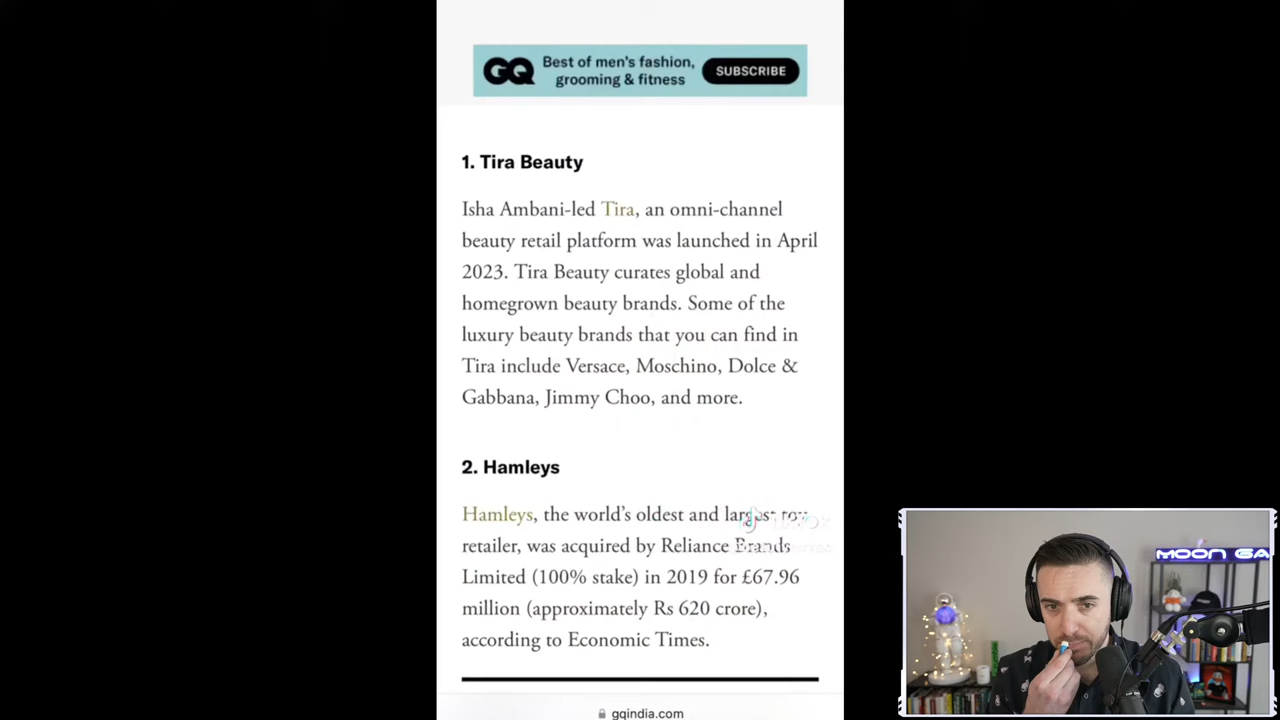 GQ
Best of men's fashion,
grooming & fitness
SUBSCRIBE
1. Tira Beauty
Isha Ambani-led Tira, an omni-channel
beauty retail platform was launched in April
2023. Tira Beauty curates global and
homegrown beauty brands. Some of the
luxury beauty brands that you can find in
Tira include Versace, Moschino, Dolce &
Gabbana, Jimmy Choo, and more.
2. Hamleys
Hamleys, the world's oldest and largest toy
retailer, was acquired by Reliance Brands
Limited (100% stake) in 2019 for £67.96
million (approximately Rs 620 crore),
according to Economic Times.
gqindia.com
MOON GA